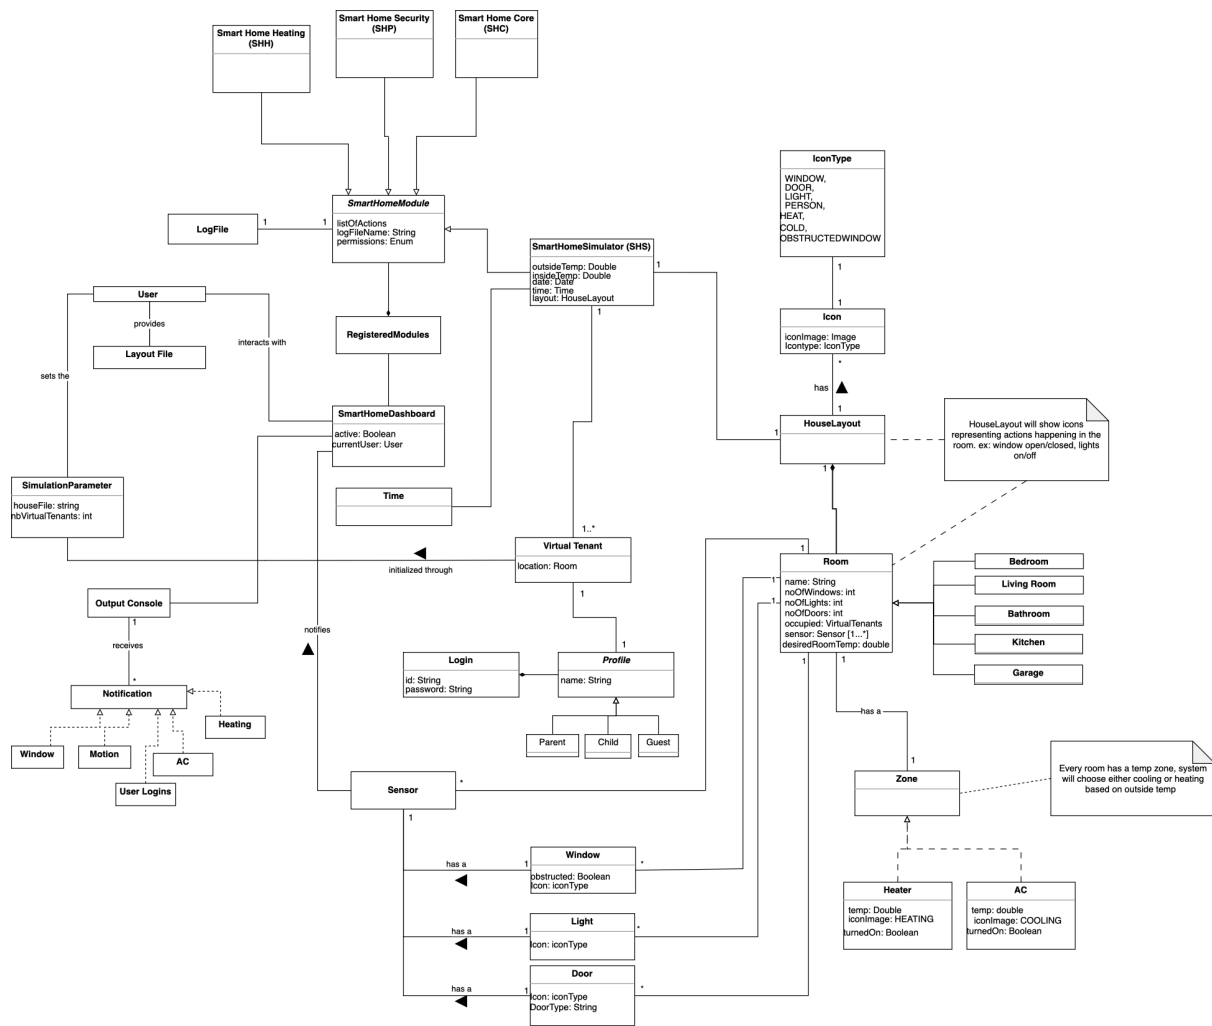 Smart Home Heating
(SHH)
Smart Home Security
(SHP)
Smart Home Core
(SHC)
IconType
WINDOW,
DOOR,
LIGHT,
PERSON,
HEAT,
COLD,
OBSTRUCTEDWINDOW
SmartHomeModule
listOfActions
logFileName: String
permissions: Enum
LogFile
1
1
SmartHomeSimulator (SHS)
outsideTemp: Double
insideTemp: Double
date: Date
time: Time
layout: HouseLayout
1
1
1
1
Icon
iconImage: Image
Icontype: IconType
*
has
1
User
provides
Layout File
interacts with
sets the
RegisteredModules
SmartHomeDashboard
active: Boolean
currentUser: User
HouseLayout
1
1
HouseLayout will show icons
representing actions happening in the
room. ex: window open/closed, lights
on/off
SimulationParameter
houseFile: string
nbVirtualTenants: int
Time
1..*
Virtual Tenant
location: Room
initialized through
1
1
Room
name: String
noOfWindows: int
noOfLights: int
noOfDoors: int
occupied: VirtualTenants
sensor: Sensor [1...*]
desiredRoomTemp: double
1
1
1
1
Bedroom
Living Room
Bathroom
Kitchen
Garage
Output Console
1
receives
*
notifies
Notification
Window
Motion
User Logins
AC
Heating
Login
id: String
password: String
1
Profile
name: String
Parent
Child
Guest
has a
1
Zone
Every room has a temp zone, system
will choose either cooling or heating
based on outside temp
Sensor
*
1
Heater
temp: Double
iconImage: HEATING
turnedOn: Boolean
AC
temp: double
iconImage: COOLING
turnedOn: Boolean
has a
1
Window
obstructed: Boolean
Icon: iconType
*
has a
1
Light
Icon: iconType
*
has a
1
Door
Icon: iconType
DoorType: String
*